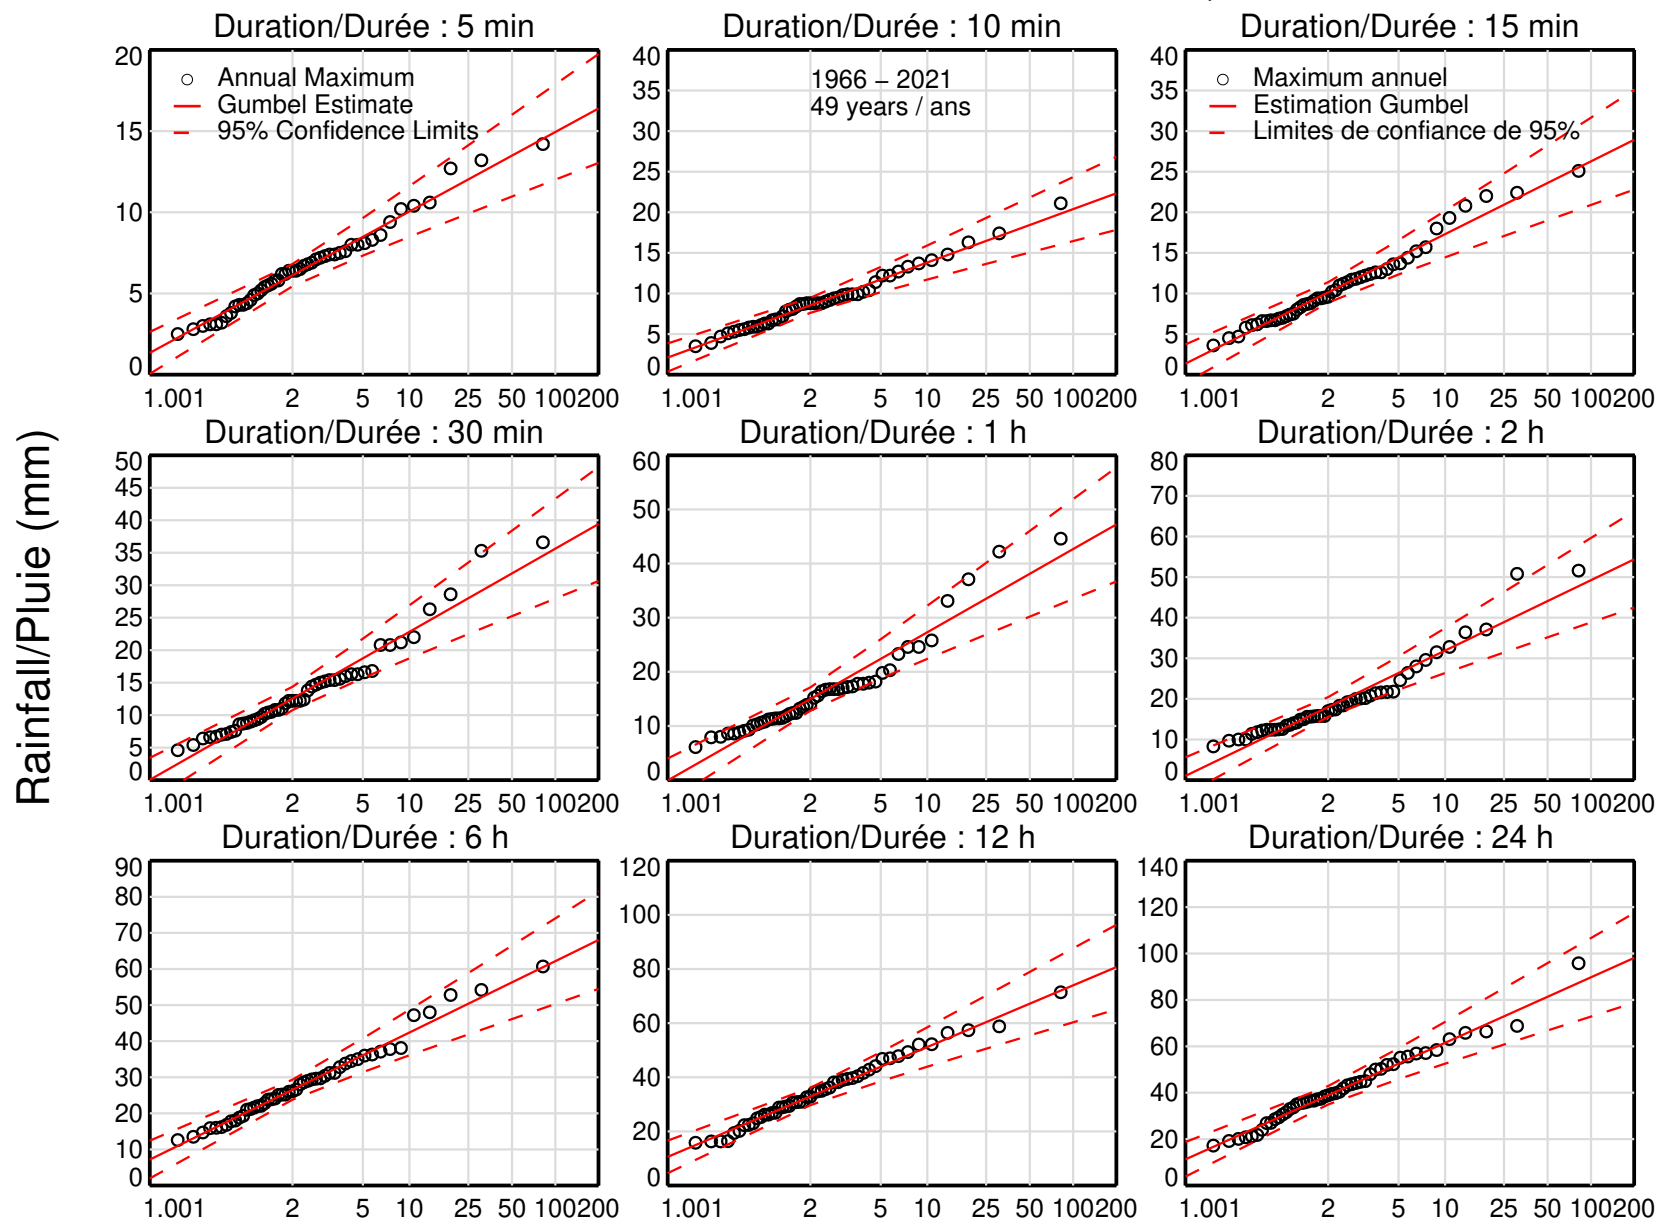 Duration/Durée : 5 min
20
15
10
5
0
○ Annual Maximum
Gumbel Estimate
95% Confidence Limits
1.001 2 5 10 25 50 100200
Duration/Durée : 10 min
40
35
30
25
20
15
10
5
0
1966 – 2021
49 years / ans
1.001 2 5 10 25 50 100200
Duration/Durée : 15 min
40
35
30
25
20
15
10
5
0
○ Maximum annuel
Estimation Gumbel
Limites de confiance de 95%
1.001 2 5 10 25 50 100200
Rainfall/Pluie (mm)
Duration/Durée : 30 min
50
45
40
35
30
25
20
15
10
5
0
1.001 2 5 10 25 50 100200
Duration/Durée : 1 h
60
50
40
30
20
10
0
1.001 2 5 10 25 50 100200
Duration/Durée : 2 h
80
70
60
50
40
30
20
10
0
1.001 2 5 10 25 50 100200
Duration/Durée : 6 h
90
80
70
60
50
40
30
20
10
0
1.001 2 5 10 25 50 100200
Duration/Durée : 12 h
120
100
80
60
40
20
0
1.001 2 5 10 25 50 100200
Duration/Durée : 24 h
140
120
100
80
60
40
20
0
1.001 2 5 10 25 50 100200